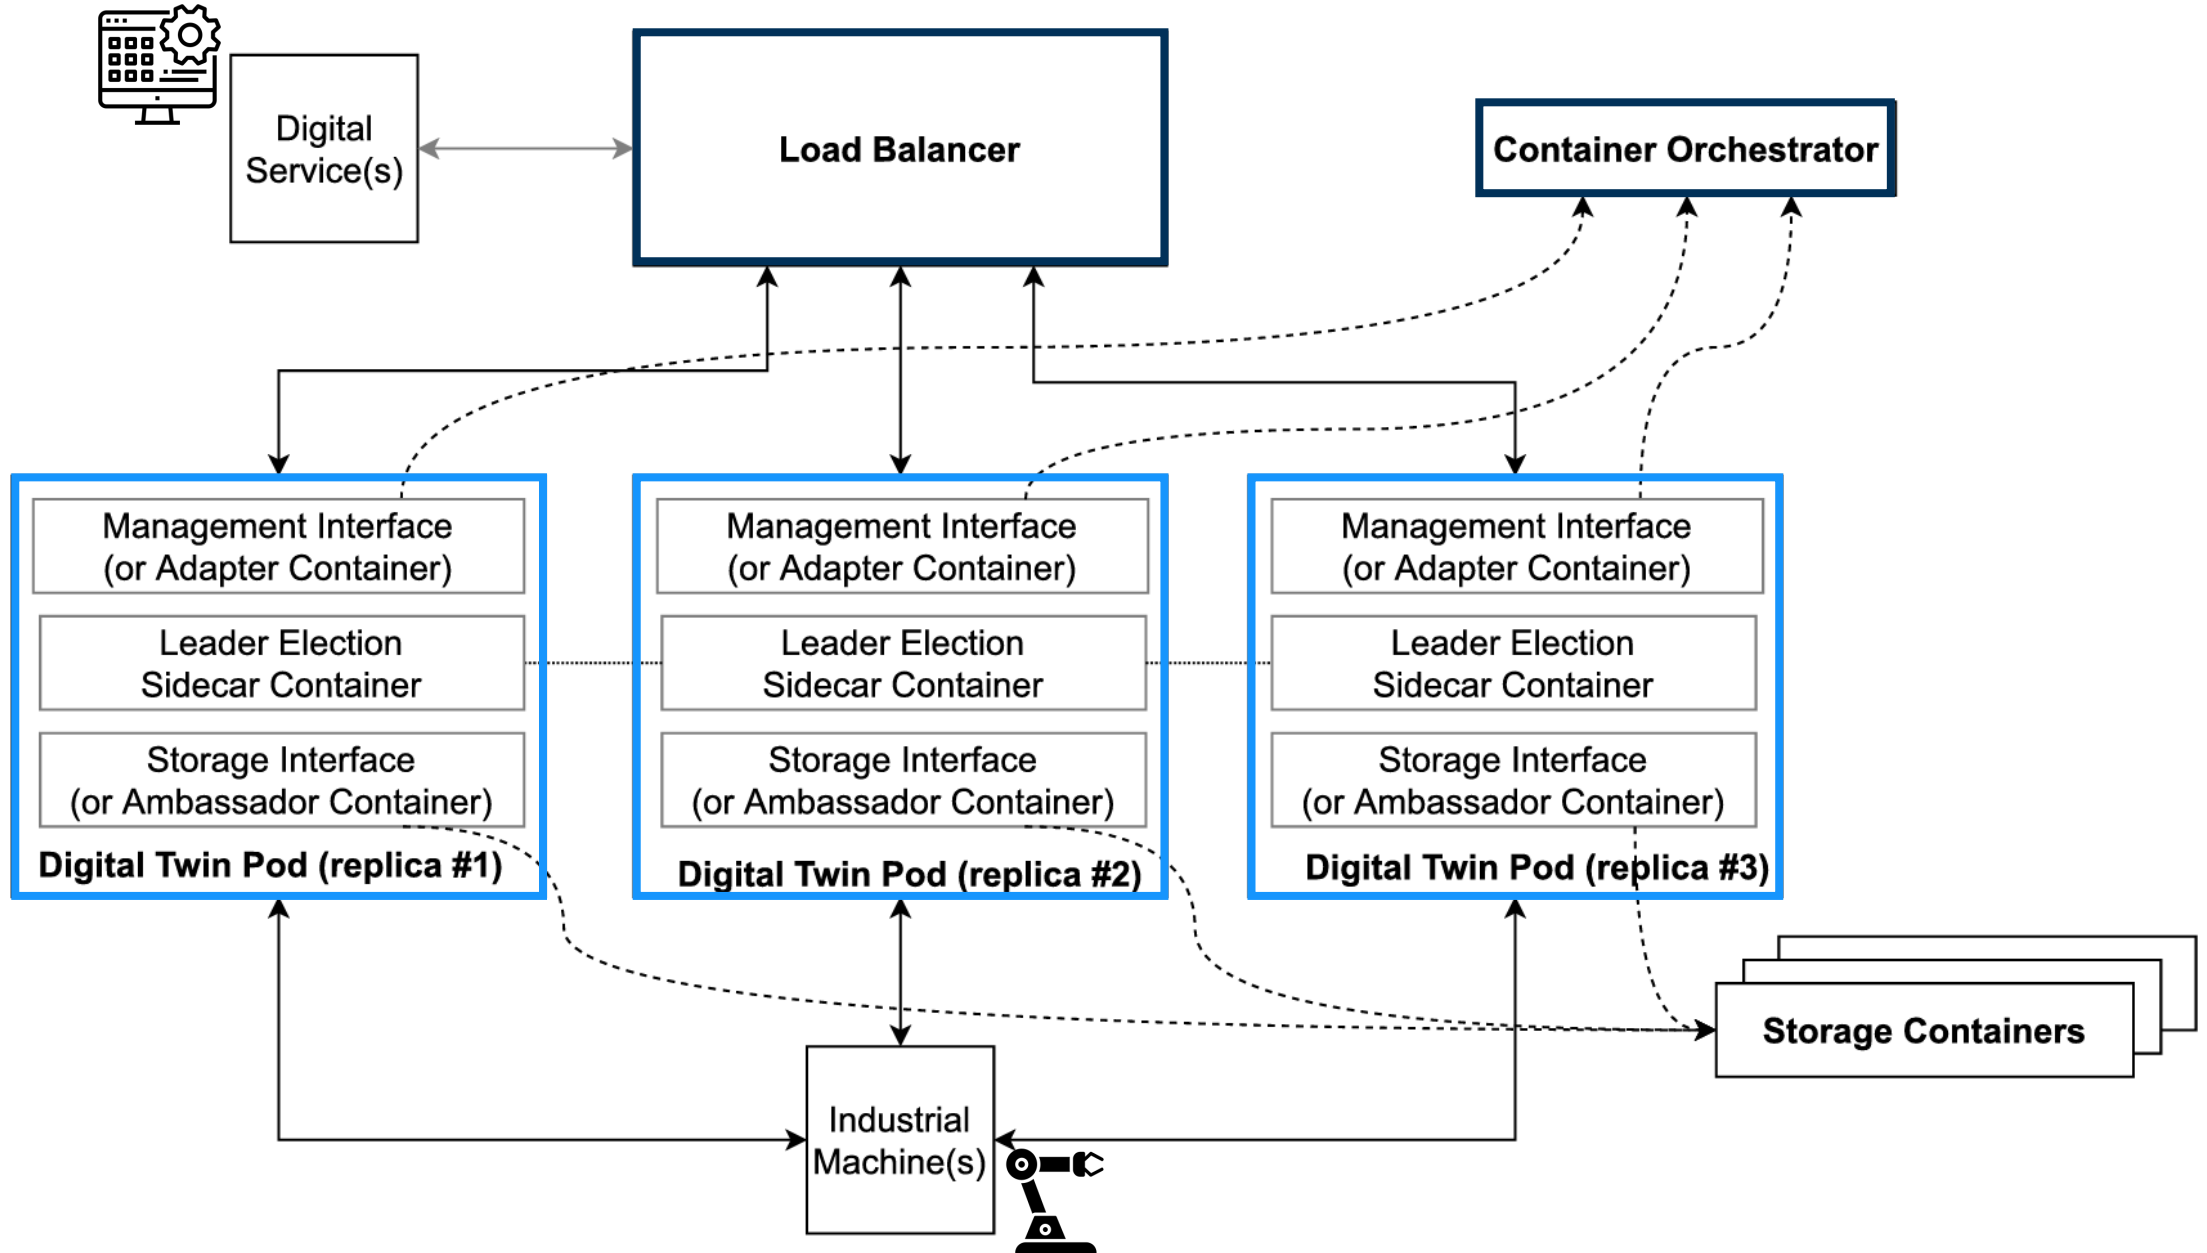 Digital
Service(s)
Load Balancer
Container Orchestrator
Management Interface
(or Adapter Container)
Leader Election
Sidecar Container
Storage Interface
(or Ambassador Container)
Digital Twin Pod (replica #1)
Management Interface
(or Adapter Container)
Leader Election
Sidecar Container
Storage Interface
(or Ambassador Container)
Digital Twin Pod (replica #2)
Management Interface
(or Adapter Container)
Leader Election
Sidecar Container
Storage Interface
(or Ambassador Container)
Digital Twin Pod (replica #3)
Storage Containers
Industrial
Machine(s)